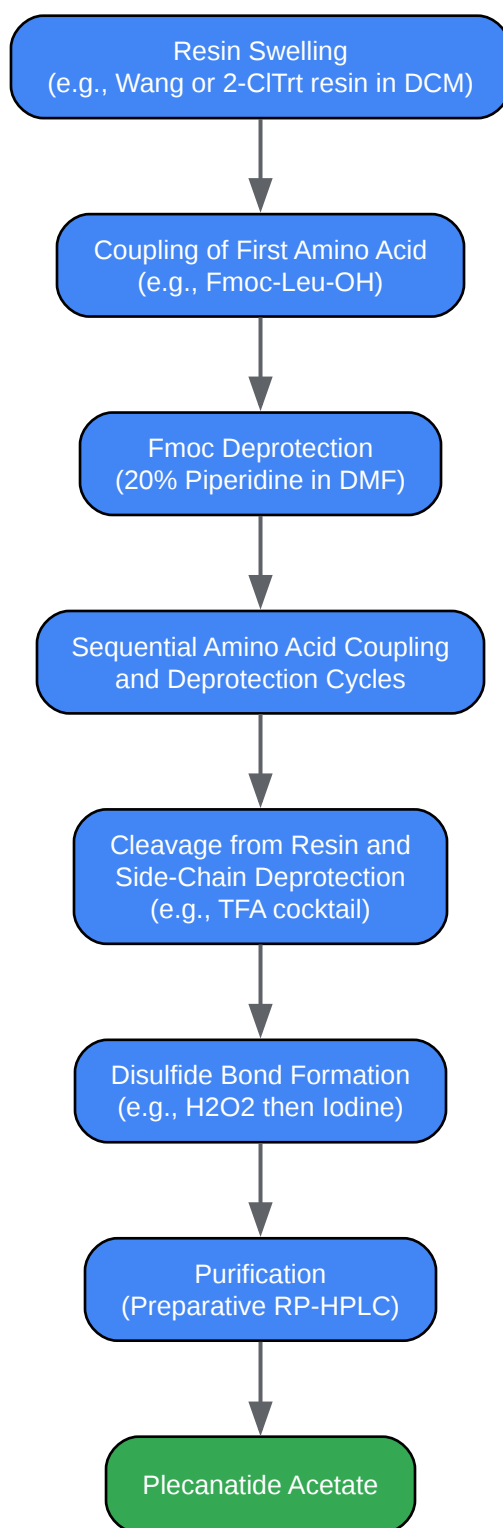 Resin Swelling
(e.g., Wang or 2-ClTrt resin in DCM)
Coupling of First Amino Acid
(e.g., Fmoc-Leu-OH)
Fmoc Deprotection
(20% Piperidine in DMF)
Sequential Amino Acid Coupling
and Deprotection Cycles
Cleavage from Resin and
Side-Chain Deprotection
(e.g., TFA cocktail)
Disulfide Bond Formation
(e.g., H2O2 then Iodine)
Purification
(Preparative RP-HPLC)
Plecanatide Acetate